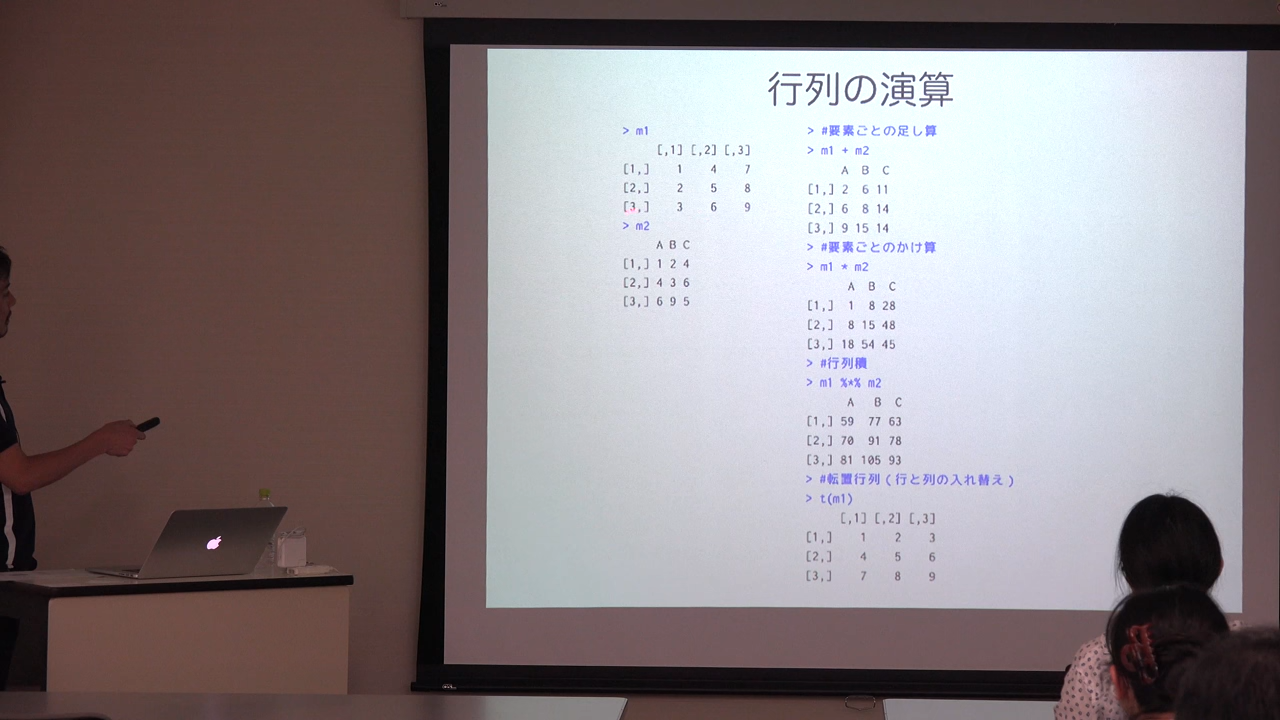 行列の演算
> m1
[,1] [,2] [,3]
[1,] 1 4 7
[2,] 2 5 8
[3,] 3 6 9
> m2
A B C
[1,] 1 2 4
[2,] 4 3 6
[3,] 6 9 5
> #要素ごとの足し算
> m1 + m2
A B C
[1,] 2 6 11
[2,] 6 8 14
[3,] 9 15 14
> #要素ごとのかけ算
> m1 * m2
A B C
[1,] 1 8 28
[2,] 8 15 48
[3,] 18 54 45
> #行列積
> m1 %*% m2
A B C
[1,] 59 77 63
[2,] 70 91 78
[3,] 81 105 93
> #転置行列(行と列の入れ替え)
> t(m1)
[,1] [,2] [,3]
[1,] 1 2 3
[2,] 4 5 6
[3,] 7 8 9